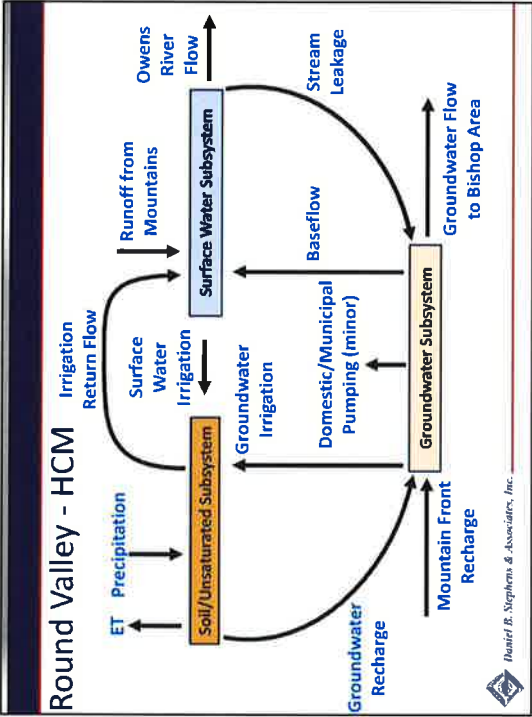 Round Valley - HCM
ET
Precipitation
Irrigation
Return Flow
Runoff from
Mountains
Owens
River
Flow
Soil/Unsaturated Subsystem
Surface
Water
Irrigation
Surface Water Subsystem
Groundwater
Irrigation
Groundwater
Recharge
Domestic/Municipal
Pumping (minor)
Baseflow
Stream
Leakage
Mountain Front
Recharge
Groundwater Subsystem
Groundwater Flow
to Bishop Area
Daniel B. Stephens & Associates, Inc.